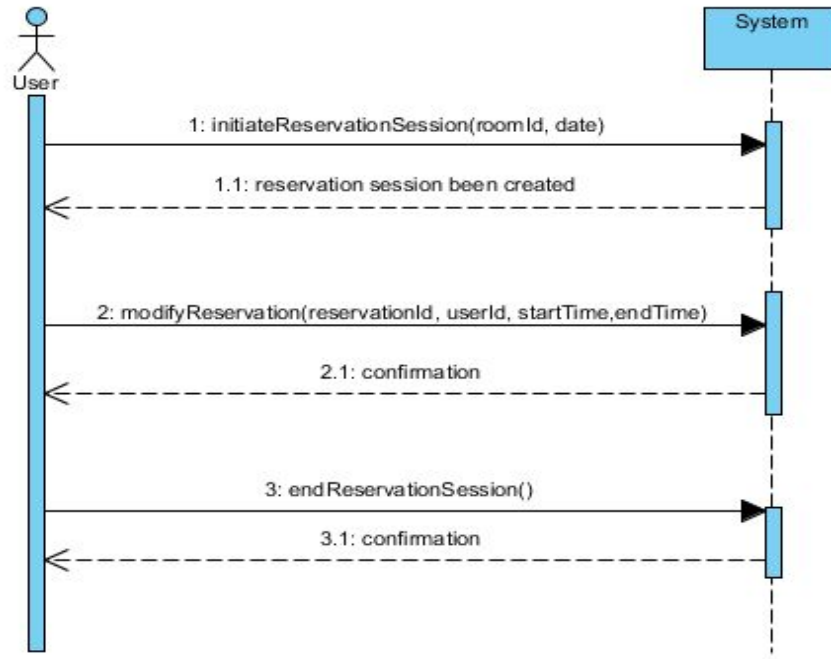 System
User
1: initiateReservationSession(roomId, date)
1.1: reservation session been created
2: modifyReservation(reservationId, userId, startTime,endTime)
2.1: confirmation
3: endReservationSession()
3.1: confirmation